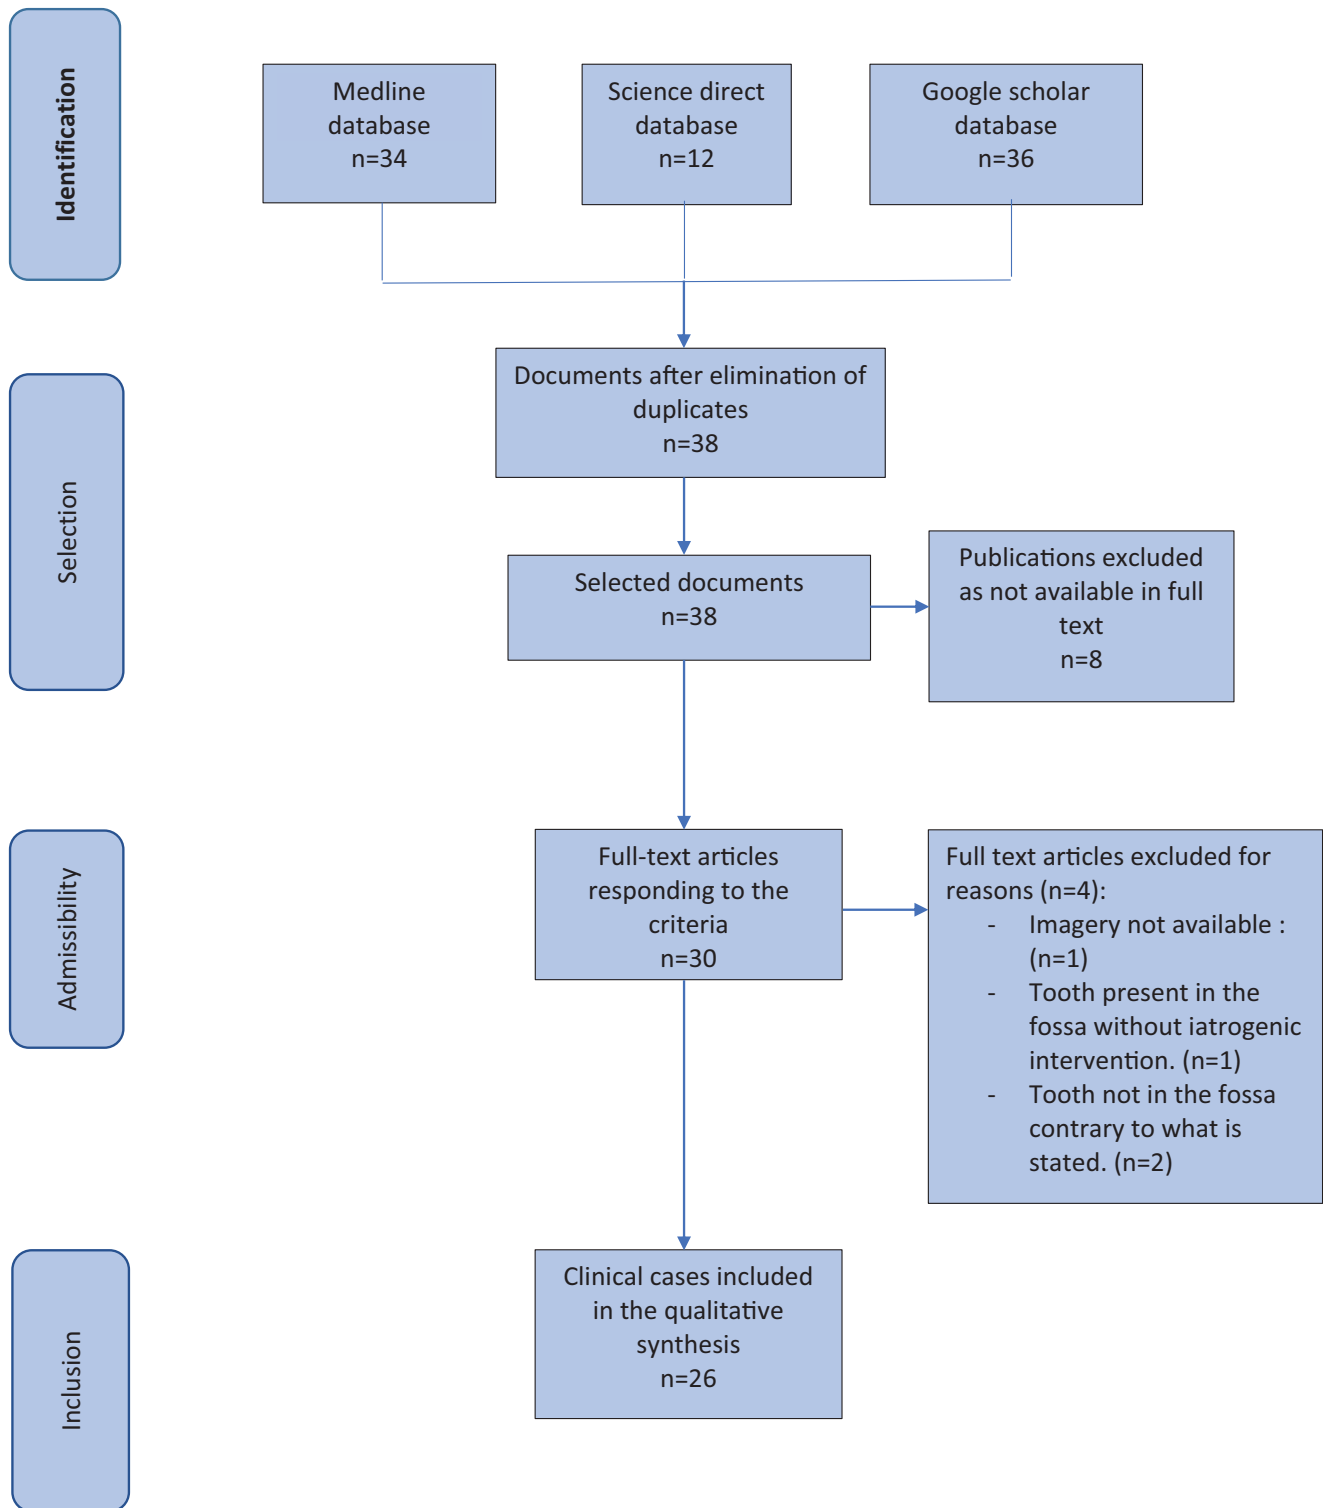 Identification
Medline
database
n=34
Science direct
database
n=12
Google scholar
database
n=36
Selection
Documents after elimination of
duplicates
n=38
Selected documents
n=38
Publications excluded
as not available in full
text
n=8
Admissibility
Full-text articles
responding to the
criteria
n=30
Full text articles excluded for
reasons (n=4):
- Imagery not available :
(n=1)
- Tooth present in the
fossa without iatrogenic
intervention. (n=1)
- Tooth not in the fossa
contrary to what is
stated. (n=2)
Inclusion
Clinical cases included
in the qualitative
synthesis
n=26